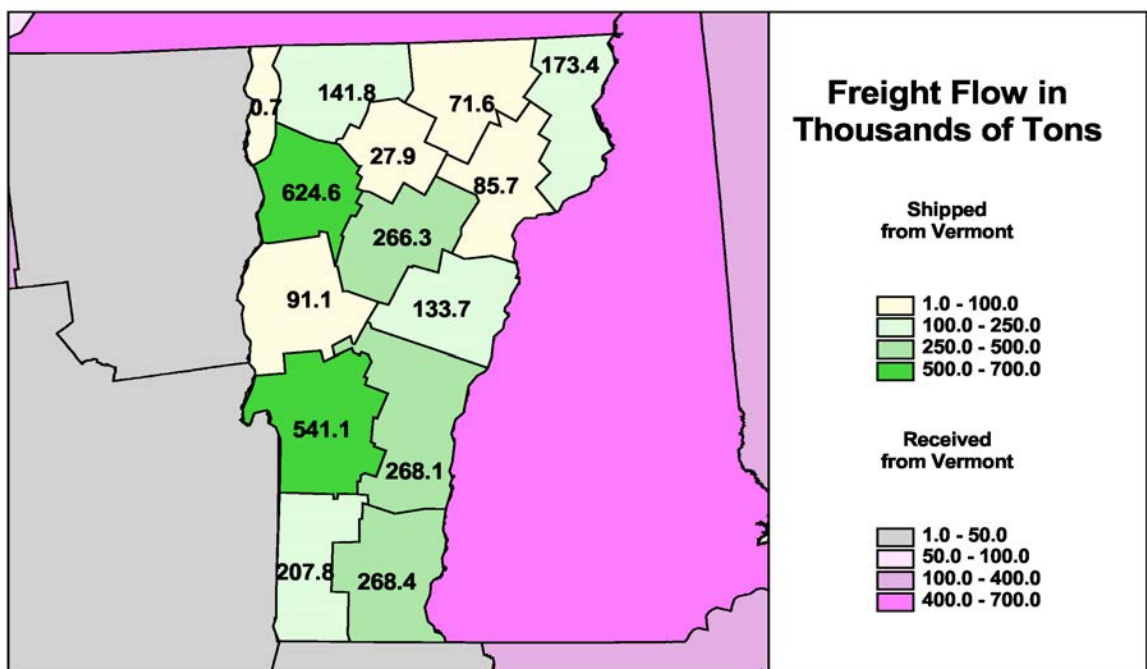 173.4
141.8
0.7
71.6
27.9
85.7
624.6
266.3
91.1
133.7
541.1
268.1
207.8
268.4
Freight Flow in
Thousands of Tons
Shipped
from Vermont
1.0 - 100.0
100.0 - 250.0
250.0 - 500.0
500.0 - 700.0
Received
from Vermont
1.0 - 50.0
50.0 - 100.0
100.0 - 400.0
400.0 - 700.0